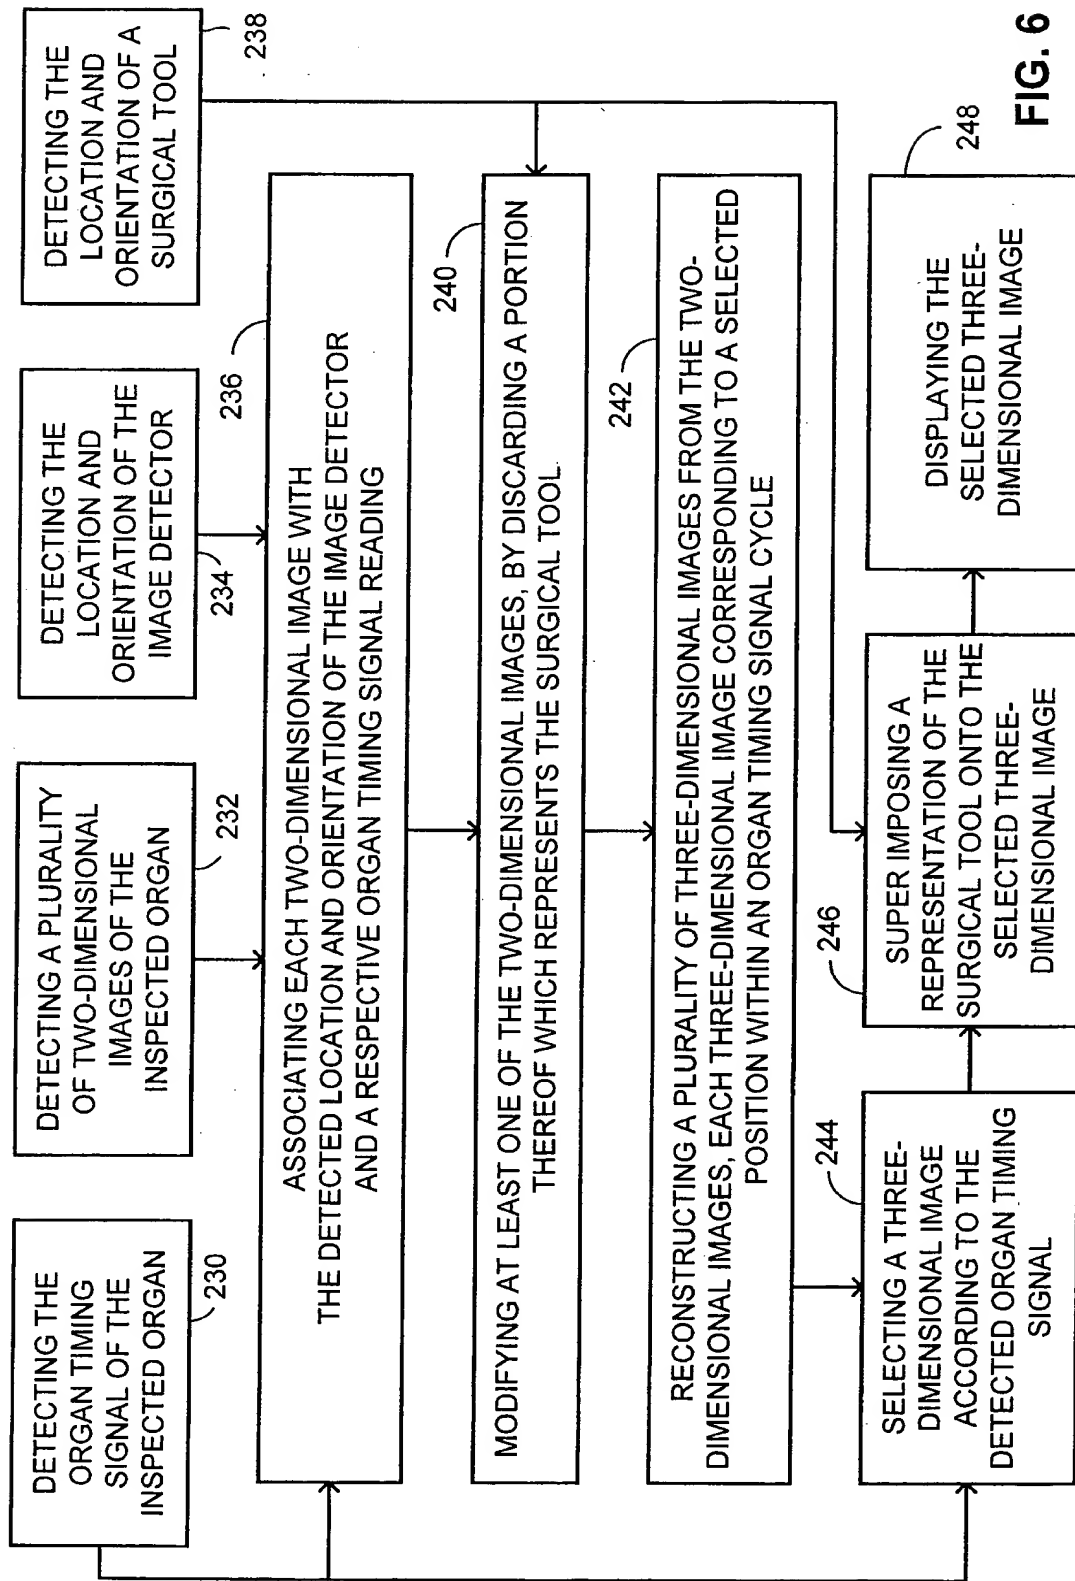 DETECTING THE
ORGAN TIMING
SIGNAL OF THE
INSPECTED ORGAN
230
DETECTING A PLURALITY
OF TWO-DIMENSIONAL
IMAGES OF THE
INSPECTED ORGAN
232
DETECTING THE
LOCATION AND
ORIENTATION OF THE
IMAGE DETECTOR
234
DETECTING THE
LOCATION AND
ORIENTATION OF A
SURGICAL TOOL
238
236
ASSOCIATING EACH TWO-DIMENSIONAL IMAGE WITH
THE DETECTED LOCATION AND ORIENTATION OF THE IMAGE DETECTOR
AND A RESPECTIVE ORGAN TIMING SIGNAL READING
240
MODIFYING AT LEAST ONE OF THE TWO-DIMENSIONAL IMAGES, BY DISCARDING A PORTION
THEREOF WHICH REPRESENTS THE SURGICAL TOOL
242
RECONSTRUCTING A PLURALITY OF THREE-DIMENSIONAL IMAGES FROM THE TWO-
DIMENSIONAL IMAGES, EACH THREE-DIMENSIONAL IMAGE CORRESPONDING TO A SELECTED
POSITION WITHIN AN ORGAN TIMING SIGNAL CYCLE
244
SELECTING A THREE-
DIMENSIONAL IMAGE
ACCORDING TO THE
DETECTED ORGAN TIMING
SIGNAL
246
SUPER IMPOSING A
REPRESENTATION OF THE
SURGICAL TOOL ONTO THE
SELECTED THREE-
DIMENSIONAL IMAGE
248
DISPLAYING THE
SELECTED THREE-
DIMENSIONAL IMAGE
FIG. 6